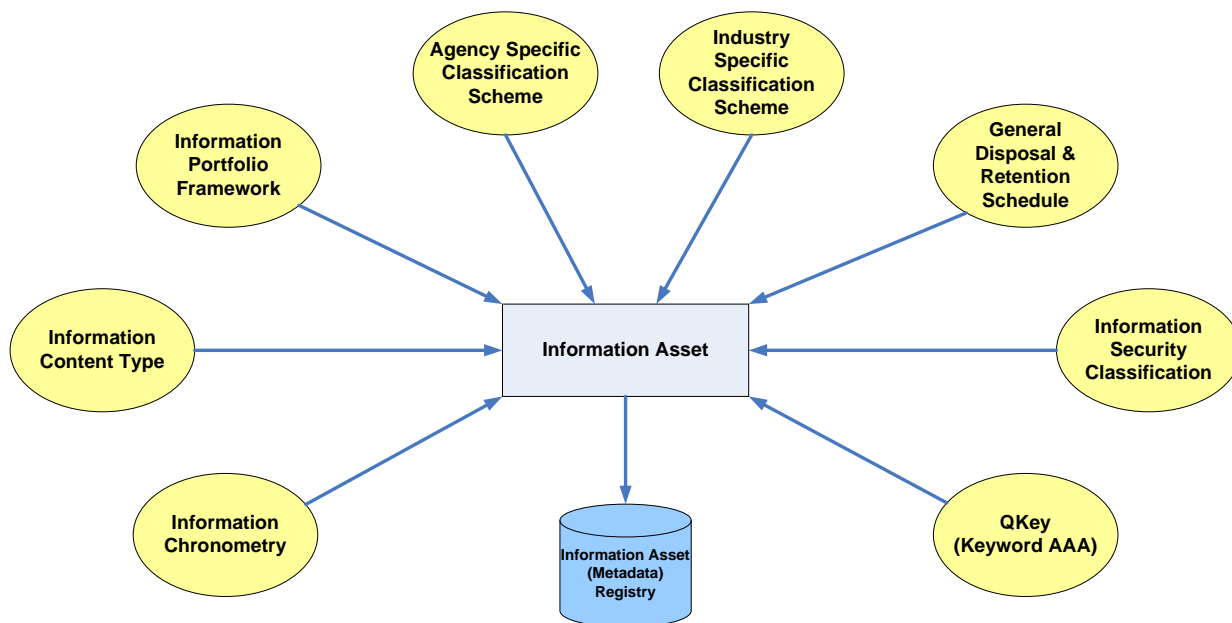 Agency Specific
Classification
Scheme
Industry
Specific
Classification
Scheme
Information
Portfolio
Framework
General
Disposal &
Retention
Schedule
Information
Content Type
Information Asset
Information
Security
Classification
Information
Chronometry
Information Asset
(Metadata)
Registry
QKey
(Keyword AAA)